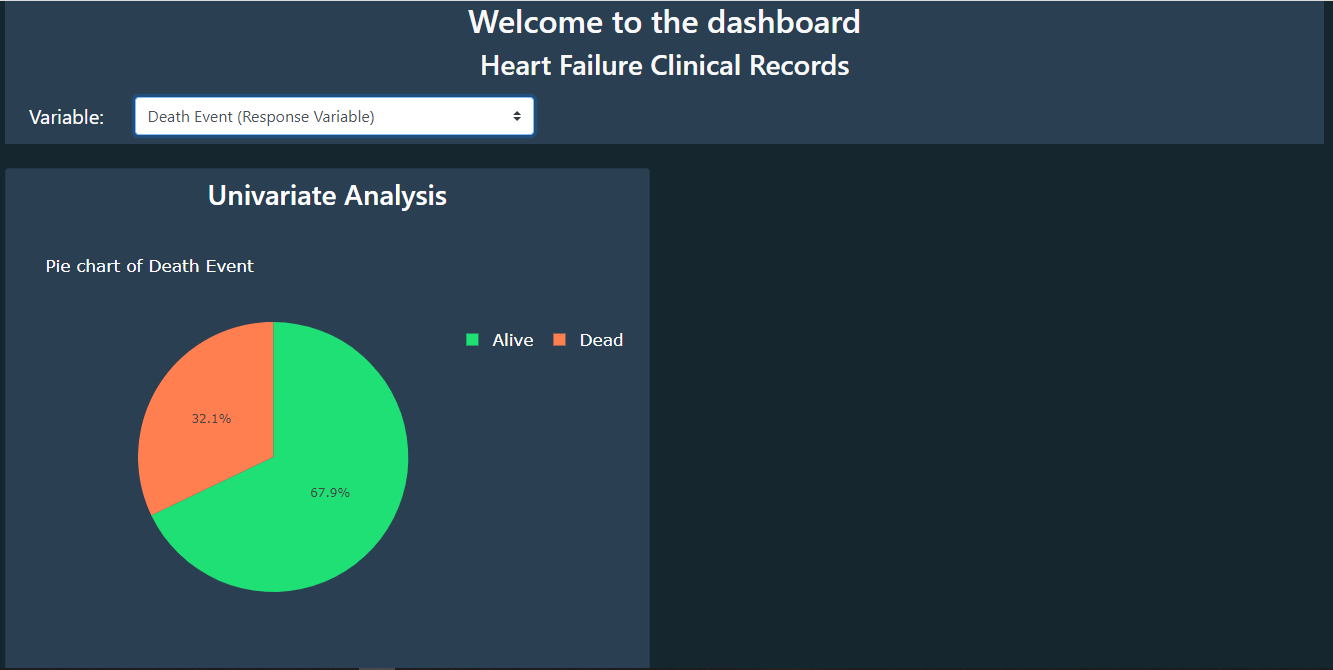 Welcome to the dashboard
Heart Failure Clinical Records
Variable: Death Event (Response Variable)
Univariate Analysis
Pie chart of Death Event
Alive Dead
32.1%
67.9%